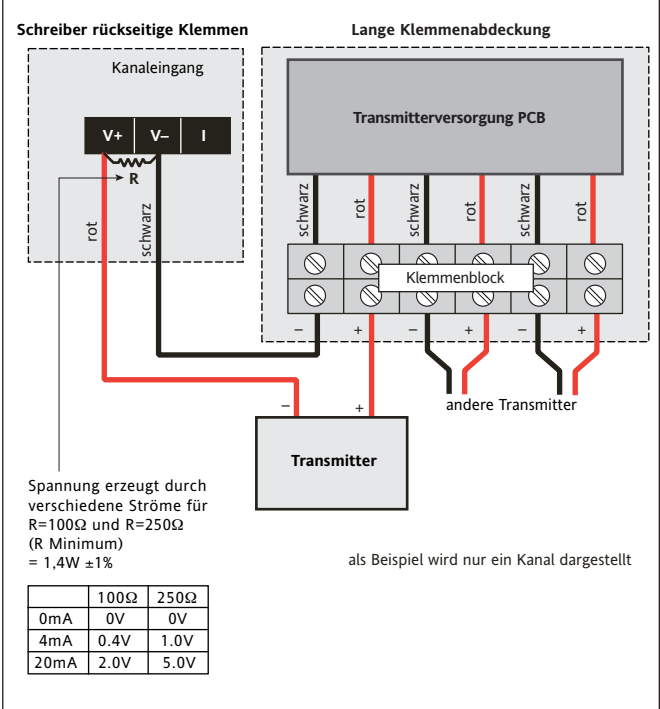 Schreiber rückseitige Klemmen
Lange Klemmenabdeckung
Kanaleingang
Transmitterversorgung PCB
V+ V– I
R
rot
schwarz
schwarz
rot
schwarz
rot
schwarz
rot
Klemmenblock
– + – + – +
andere Transmitter
– +
Transmitter
Spannung erzeugt durch
verschiedene Ströme für
R=100Ω und R=250Ω
(R Minimum)
= 1,4W ±1%
als Beispiel wird nur ein Kanal dargestellt
100Ω 250Ω
0mA 0V 0V
4mA 0.4V 1.0V
20mA 2.0V 5.0V